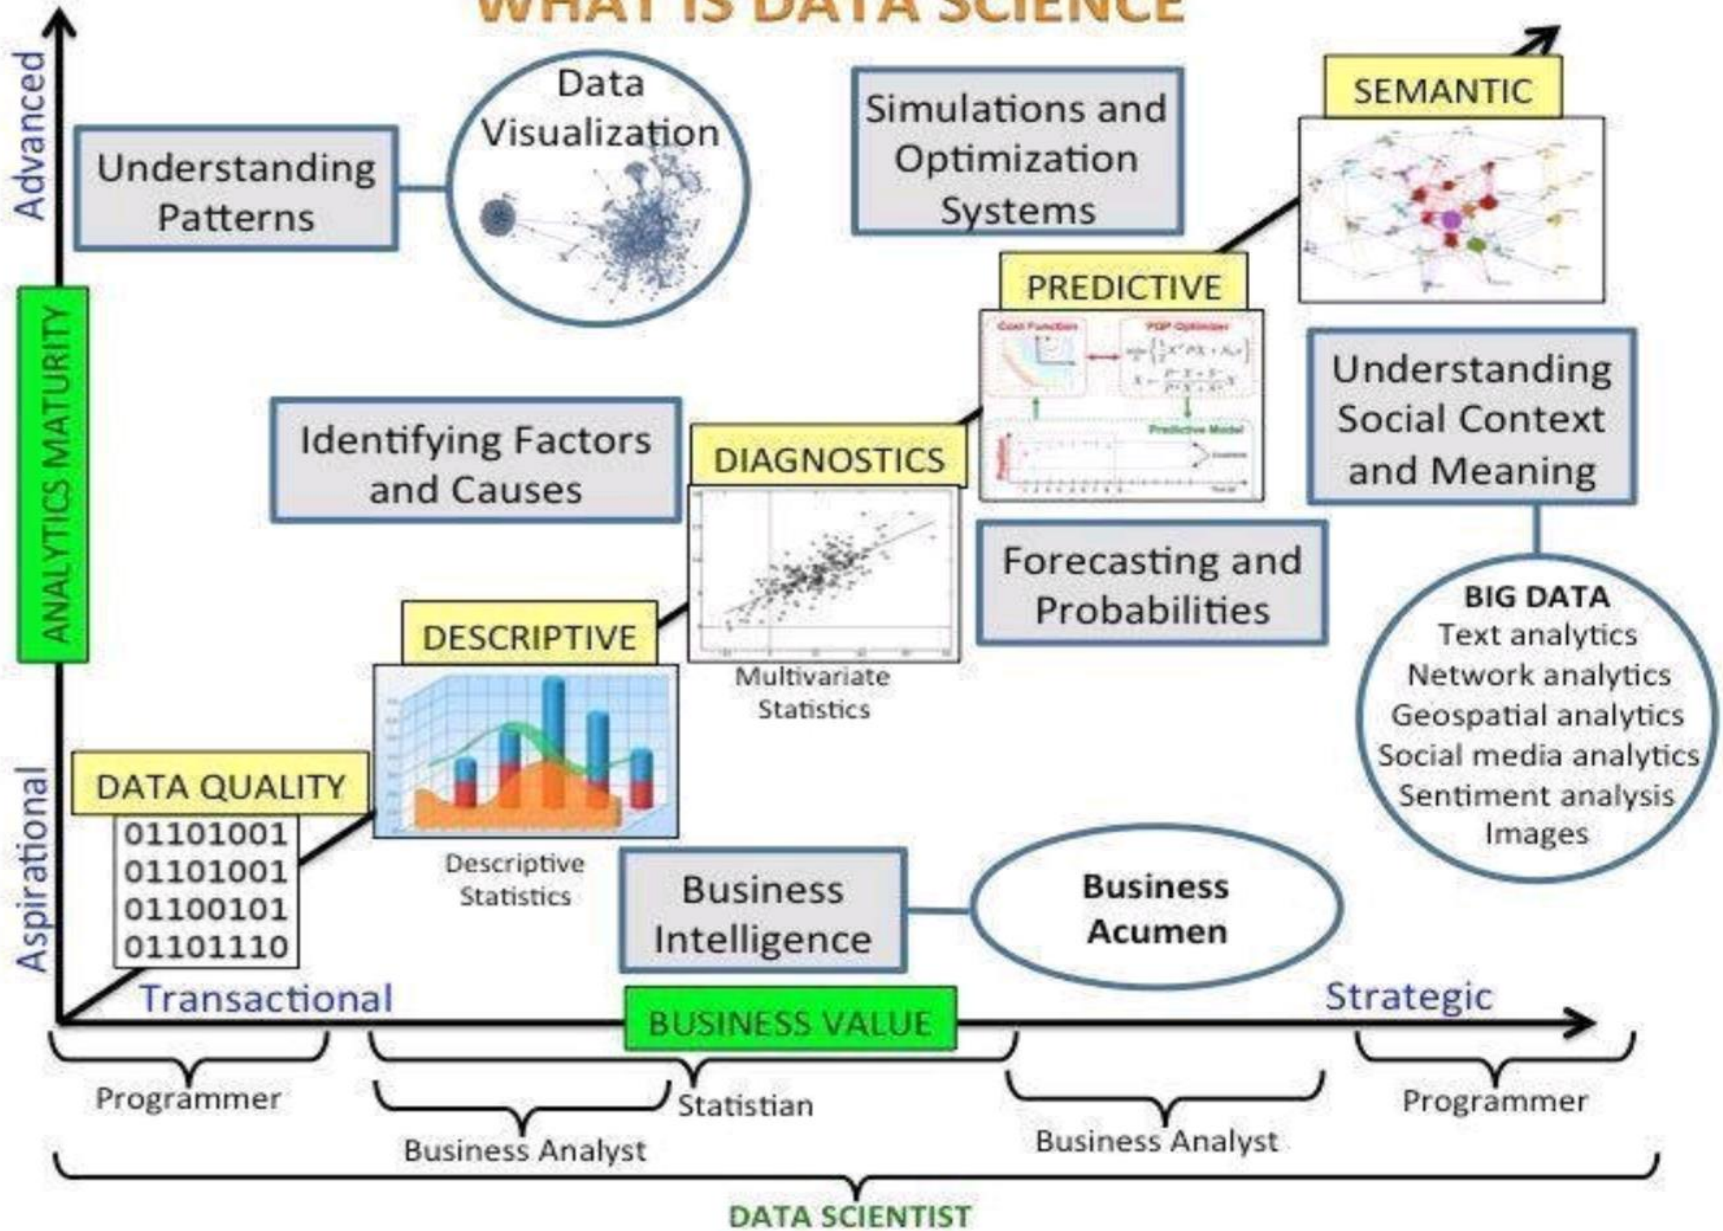 WHAT IS DATA SCIENCE
Advanced
ANALYTICS MATURITY
Aspirational
Understanding
Patterns
Data
Visualization
Simulations and
Optimization
Systems
SEMANTIC
PREDICTIVE
Cost Function
PGP Optimizer
Predictive Model
Understanding
Social Context
and Meaning
Identifying Factors
and Causes
DIAGNOSTICS
Multivariate
Statistics
Forecasting and
Probabilities
BIG DATA
Text analytics
Network analytics
Geospatial analytics
Social media analytics
Sentiment analysis
Images
DESCRIPTIVE
Descriptive
Statistics
DATA QUALITY
01101001
01101001
01100101
01101110
Business
Intelligence
Business
Acumen
Transactional
BUSINESS VALUE
Strategic
Programmer
Statistian
Business Analyst
Business Analyst
Programmer
DATA SCIENTIST